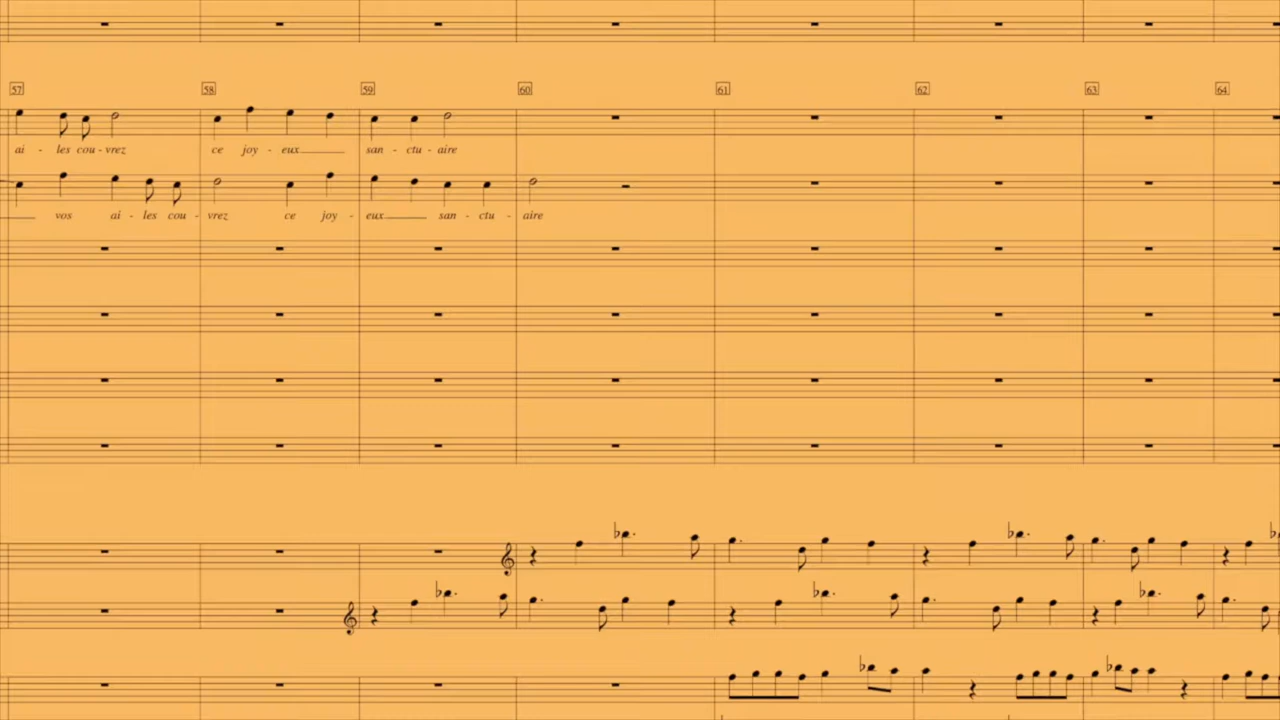 57 58 59 60 61 62 63 64
ai - les cou - vrez ce joy - eux san - ctu - aire
vos ai - les cou - vrez ce joy - eux san - ctu - aire